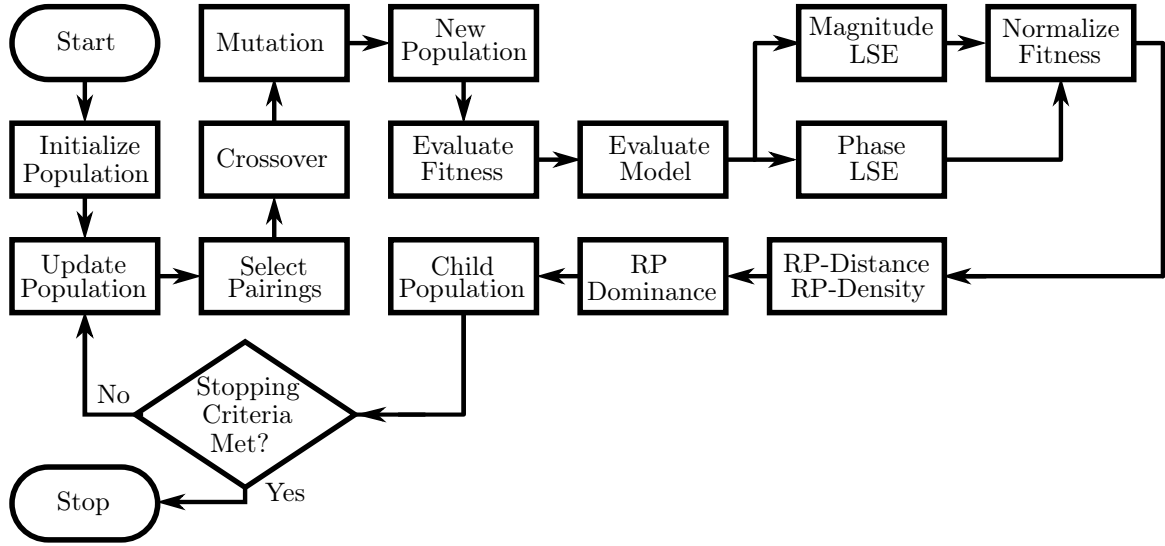 Start
Initialize
Population
Update
Population
Select
Pairings
Crossover
Mutation
New
Population
Evaluate
Fitness
Evaluate
Model
Magnitude
LSE
Phase
LSE
Normalize
Fitness
RP-Distance
RP-Density
RP
Dominance
Child
Population
Stopping
Criteria
Met?
No
Yes
Stop